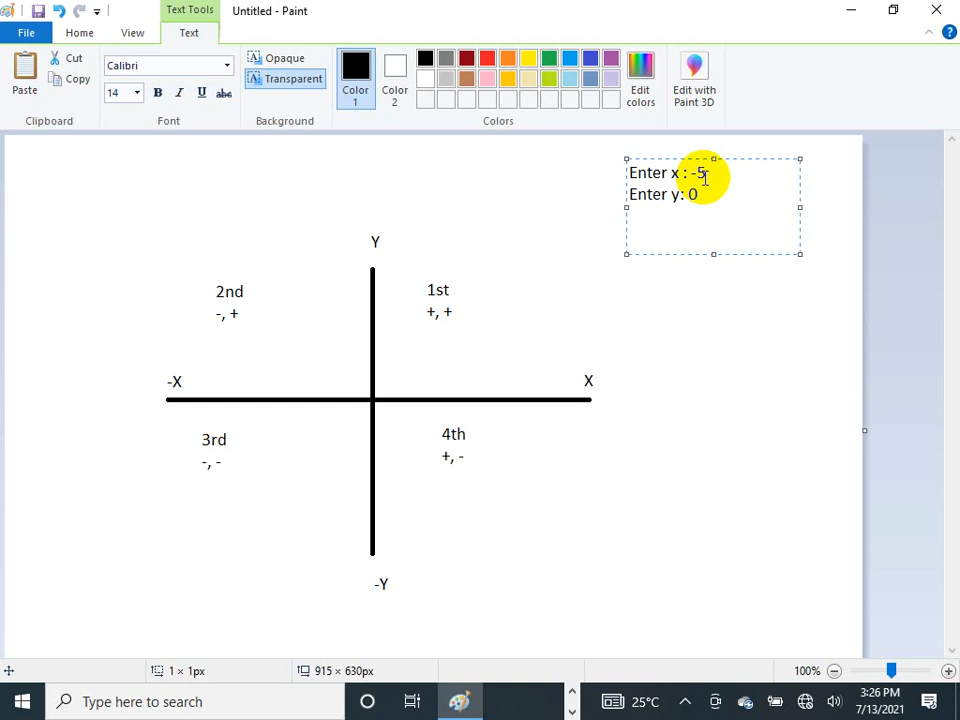 Text Tools
Untitled - Paint
File
Home
View
Text
Paste
Cut
Copy
Clipboard
Calibri
14
B I U abc
Font
Opaque
Transparent
Background
Color 1
Color 2
Edit colors
Colors
Edit with Paint 3D
Enter x : -5
Enter y: 0
Y
2nd
-, +
1st
+, +
-X
X
3rd
-, -
4th
+, -
-Y
1 × 1px
915 × 630px
100%
Type here to search
25°C
3:26 PM
7/13/2021